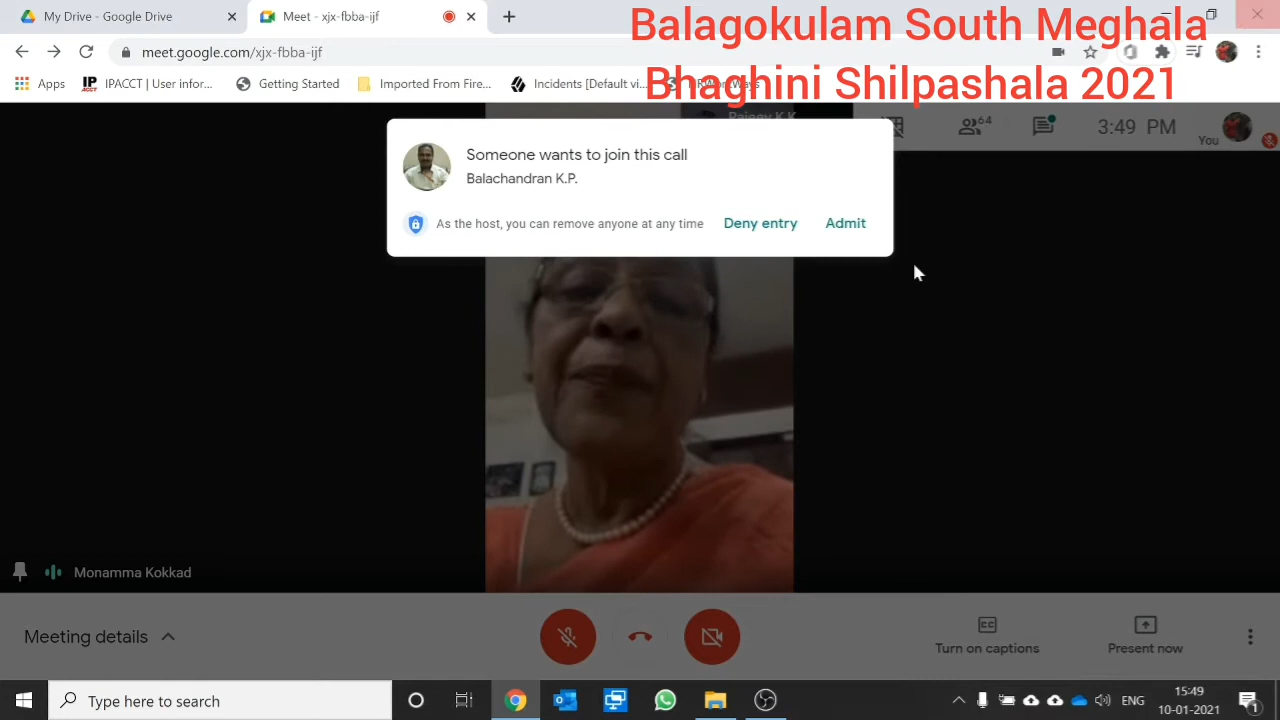 My Drive - Google Drive
Meet - xjx-fbba-ijf
Balagokulam South Meghala
Bhaghini Shilpashala 2021
meet.google.com/xjx-fbba-ijf
Apps
IPACCT | User infor...
Getting Started
Imported From Fire...
Incidents [Default vi...
Rajeev K K
64
3:49 PM
You
Someone wants to join this call
Balachandran K.P.
As the host, you can remove anyone at any time
Deny entry
Admit
Monamma Kokkad
Meeting details
CC
Turn on captions
Present now
Type here to search
ENG
15:49
10-01-2021
1